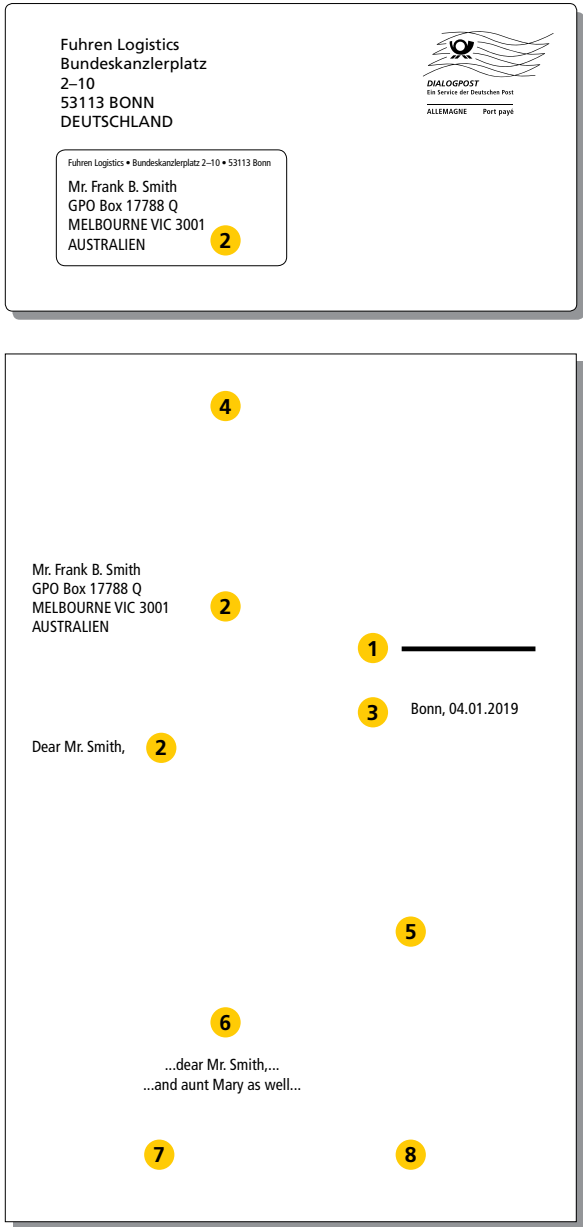 Fuhren Logistics
Bundeskanzlerplatz
2–10
53113 BONN
DEUTSCHLAND
DIALOGPOST
Ein Service der Deutschen Post
ALLEMAGNE Port payé
Fuhren Logistics • Bundeskanzlerplatz 2–10 • 53113 Bonn
Mr. Frank B. Smith
GPO Box 17788 Q
MELBOURNE VIC 3001
AUSTRALIEN
2
4
Mr. Frank B. Smith
GPO Box 17788 Q
MELBOURNE VIC 3001
AUSTRALIEN
2
1
3 Bonn, 04.01.2019
Dear Mr. Smith, 2
5
6
...dear Mr. Smith,...
...and aunt Mary as well...
7 8